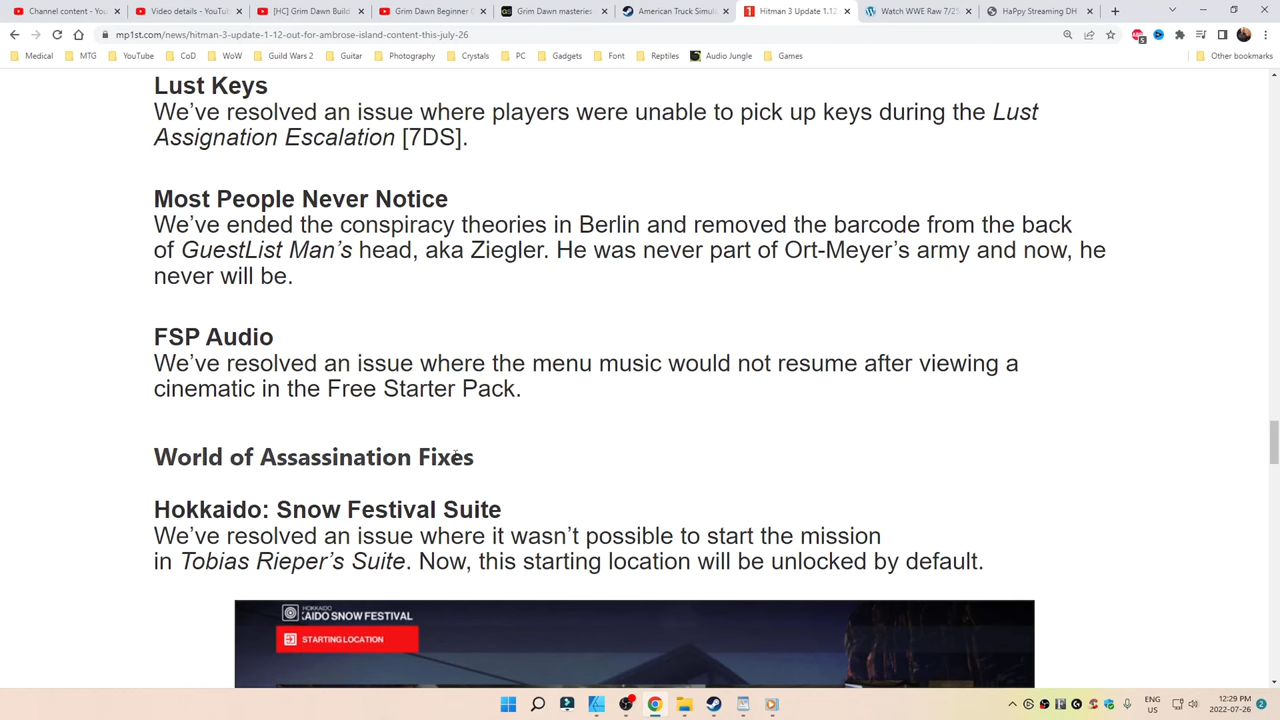 Channel content - You
Video details - YouTub
[HC] Grim Dawn Build
Grim Dawn Beginner G
Grim Dawn masteries
American Truck Simul
Hitman 3 Update 1.12
Watch WWE Raw 7/25
HaPpy Streaming DH
mp1st.com/news/hitman-3-update-1-12-out-for-ambrose-island-content-this-july-26
Medical MTG YouTube CoD WoW Guild Wars 2 Guitar Photography Crystals PC Gadgets Font Reptiles Audio Jungle Games Other bookmarks
Lust Keys
We've resolved an issue where players were unable to pick up keys during the Lust
Assignation Escalation [7DS].
Most People Never Notice
We've ended the conspiracy theories in Berlin and removed the barcode from the back
of GuestList Man's head, aka Ziegler. He was never part of Ort-Meyer's army and now, he
never will be.
FSP Audio
We've resolved an issue where the menu music would not resume after viewing a
cinematic in the Free Starter Pack.
World of Assassination Fixes
Hokkaido: Snow Festival Suite
We've resolved an issue where it wasn't possible to start the mission
in Tobias Rieper's Suite. Now, this starting location will be unlocked by default.
HOKKAIDO
KAIDO SNOW FESTIVAL
STARTING LOCATION
ENG
US
12:29 PM
2022-07-26